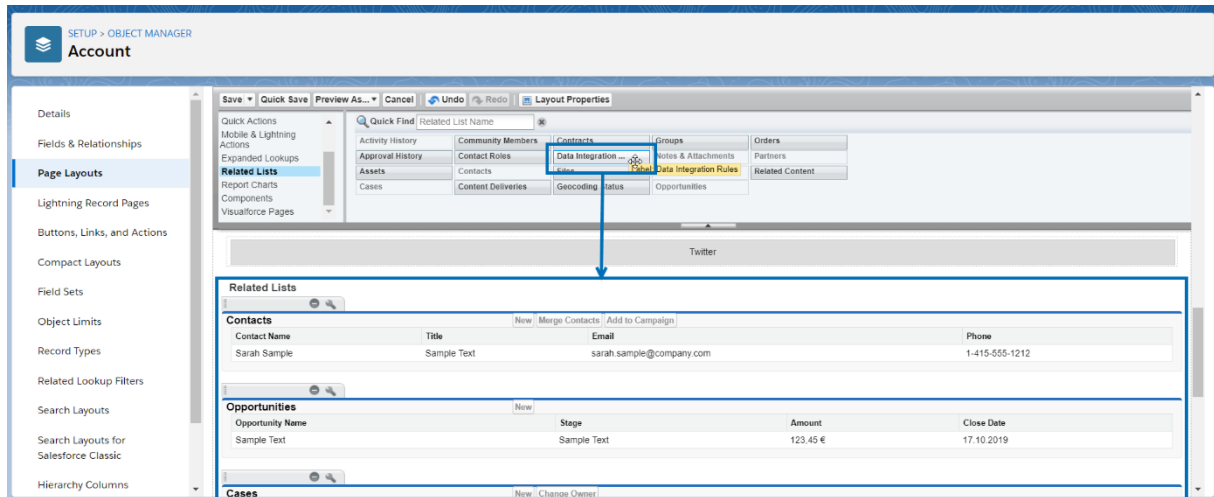 SETUP > OBJECT MANAGER
Account
Details
Fields & Relationships
Page Layouts
Lightning Record Pages
Buttons, Links, and Actions
Compact Layouts
Field Sets
Object Limits
Record Types
Related Lookup Filters
Search Layouts
Search Layouts for
Salesforce Classic
Hierarchy Columns
Save Quick Save Preview As... Cancel Undo Redo Layout Properties
Quick Actions
Mobile & Lightning
Actions
Expanded Lookups
Related Lists
Report Charts
Components
Visualforce Pages
Quick Find Related List Name
Activity History Community Members Contracts Groups Orders
Approval History Contact Roles Data Integration ... Notes & Attachments Partners
Assets Contacts Files Label: Data Integration Rules Related Content
Cases Content Deliveries Geocoding Status Opportunities
Twitter
Related Lists
Contacts New Merge Contacts Add to Campaign
Contact Name Title Email Phone
Sarah Sample Sample Text sarah.sample@company.com 1-415-555-1212
Opportunities New
Opportunity Name Stage Amount Close Date
Sample Text Sample Text 123,45 € 17.10.2019
Cases New Change Owner